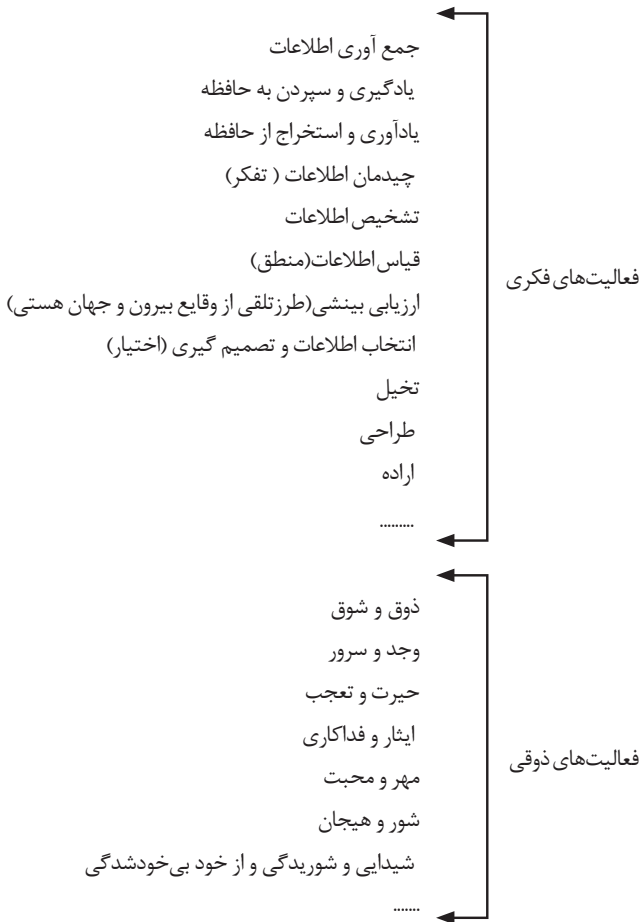 فعالیت‌های فکری
جمع آوری اطلاعات
یادگیری و سپردن به حافظه
یادآوری و استخراج از حافظه
چیدمان اطلاعات ( تفکر)
تشخیص اطلاعات
قیاس اطلاعات(منطق)
ارزیابی بینشی(طرزتلقی از وقایع بیرون و جهان هستی)
انتخاب اطلاعات و تصمیم گیری (اختیار)
تخیل
طراحی
اراده
.........
فعالیت‌های ذوقی
ذوق و شوق
وجد و سرور
حیرت و تعجب
ایثار و فداکاری
مهر و محبت
شور و هیجان
شیدایی و شوریدگی و از خود بی‌خودشدگی
.......